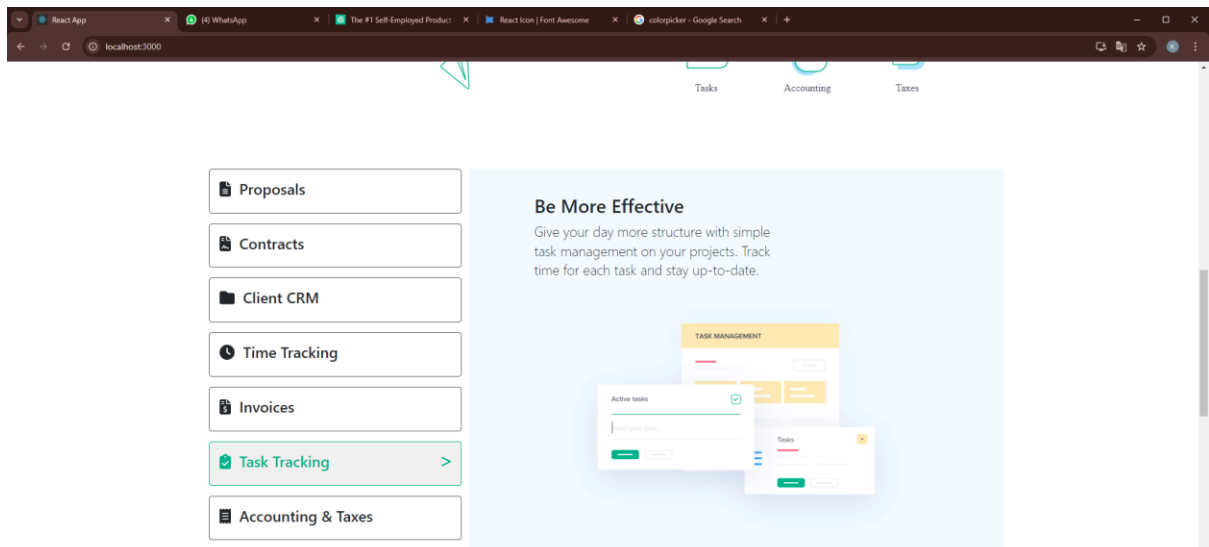 React App
(4) WhatsApp
The #1 Self-Employed Product
React Icon | Font Awesome
colorpicker - Google Search
localhost:3000
K
Tasks
Accounting
Taxes
Proposals
Contracts
Client CRM
Time Tracking
Invoices
Task Tracking >
Accounting & Taxes
Be More Effective
Give your day more structure with simple
task management on your projects. Track
time for each task and stay up-to-date.
TASK MANAGEMENT
Active tasks
Enter your task...
Tasks